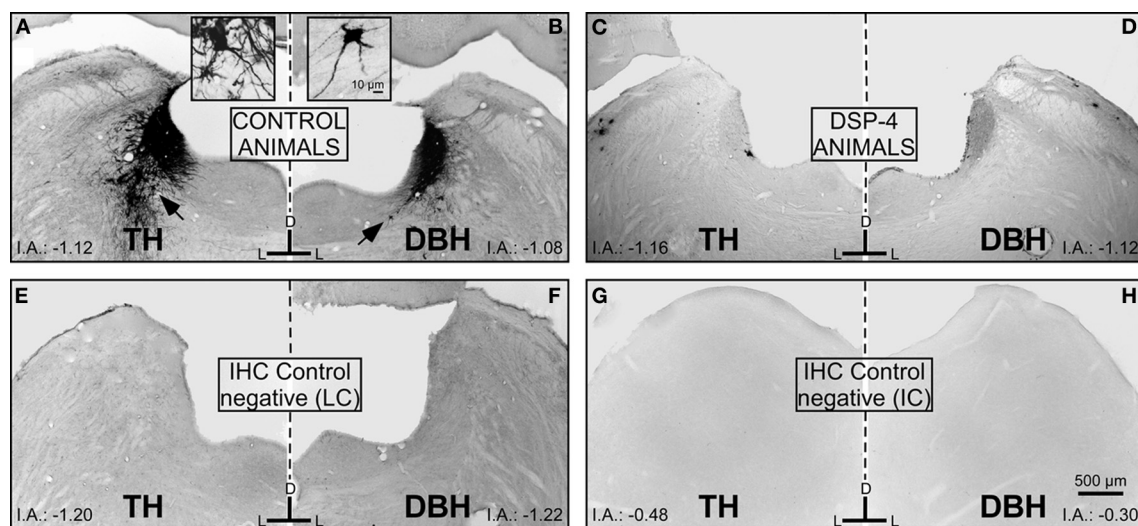 A
B
10 µm
CONTROL
ANIMALS
D
TH
DBH
I.A.: -1.12
L L
I.A.: -1.08
C
D
DSP-4
ANIMALS
D
TH
DBH
I.A.: -1.16
L L
I.A.: -1.12
E
F
IHC Control
negative (LC)
D
TH
DBH
I.A.: -1.20
L L
I.A.: -1.22
G
H
IHC Control
negative (IC)
500 µm
D
TH
DBH
I.A.: -0.48
L L
I.A.: -0.30